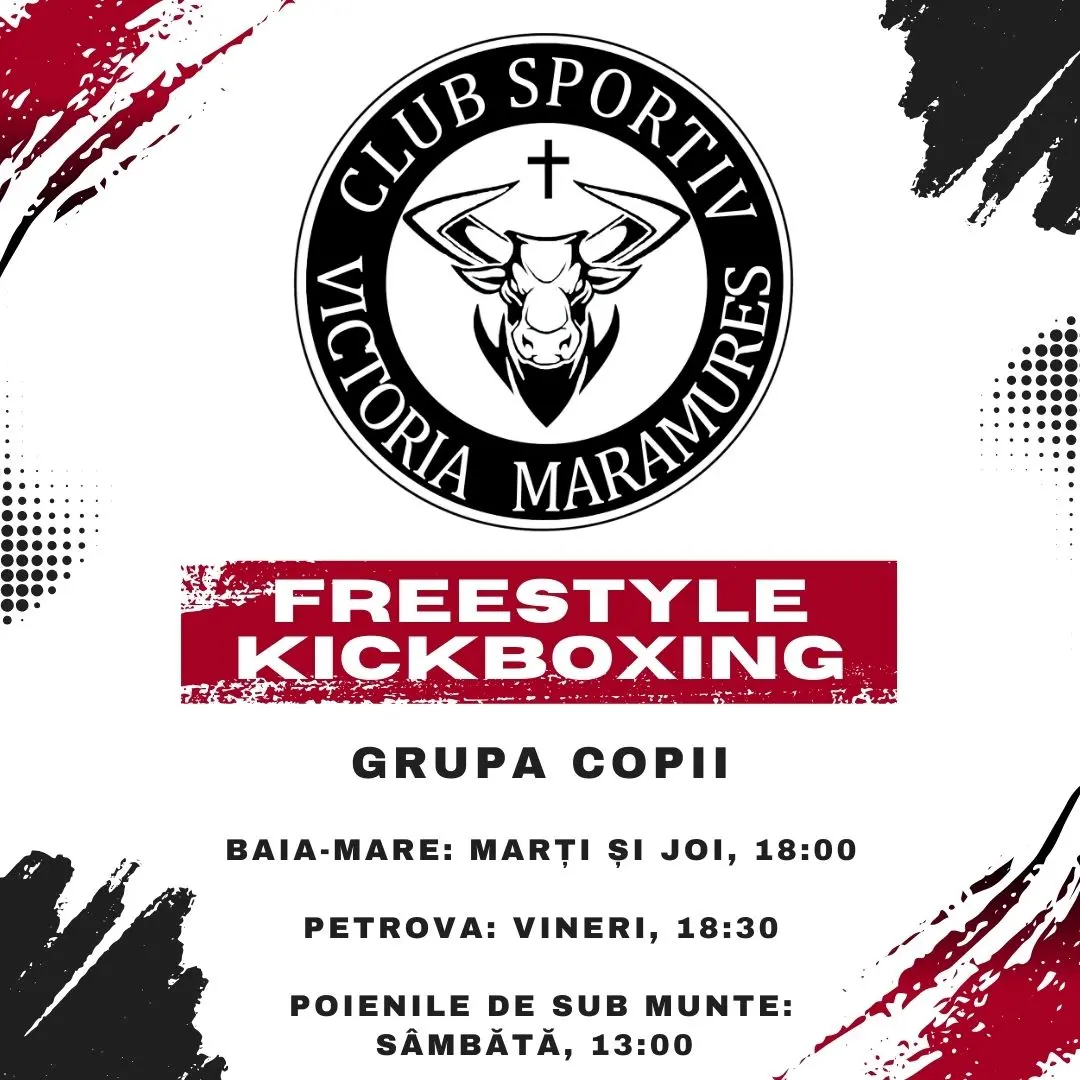 CLUB SPORTIV
VICTORIA MARAMURES
FREESTYLE
KICKBOXING
GRUPA COPII
BAIA-MARE: MARȚI ȘI JOI, 18:00
PETROVA: VINERI, 18:30
POIENILE DE SUB MUNTE:
SÂMBĂTĂ, 13:00